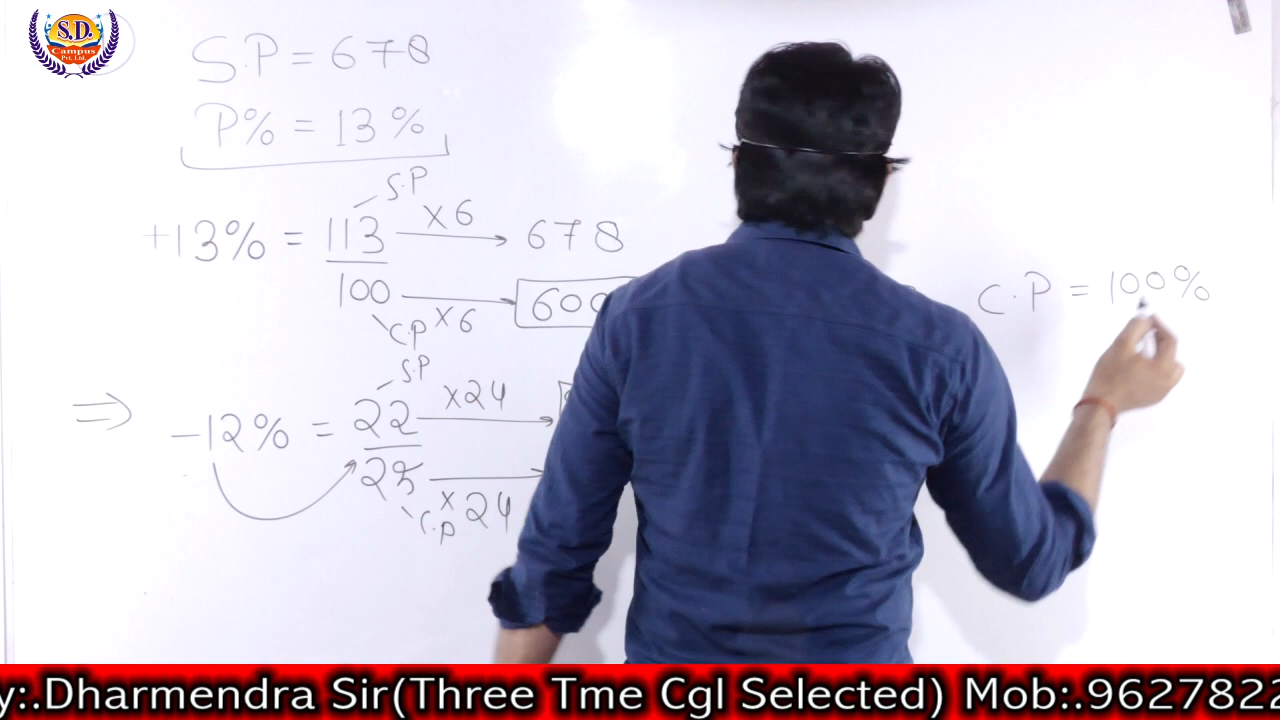 S.D.
Campus
Pvt. Ltd.
S.P = 678
P% = 13%
S.P
+13% = 113 ×6 → 678
100 ×6 → 600
C.P
S.P
⇒ -12% = 22 ×24 →
25 ×24 →
C.P
C.P = 100%
y:.Dharmendra Sir(Three Tme Cgl Selected) Mob:.9627822